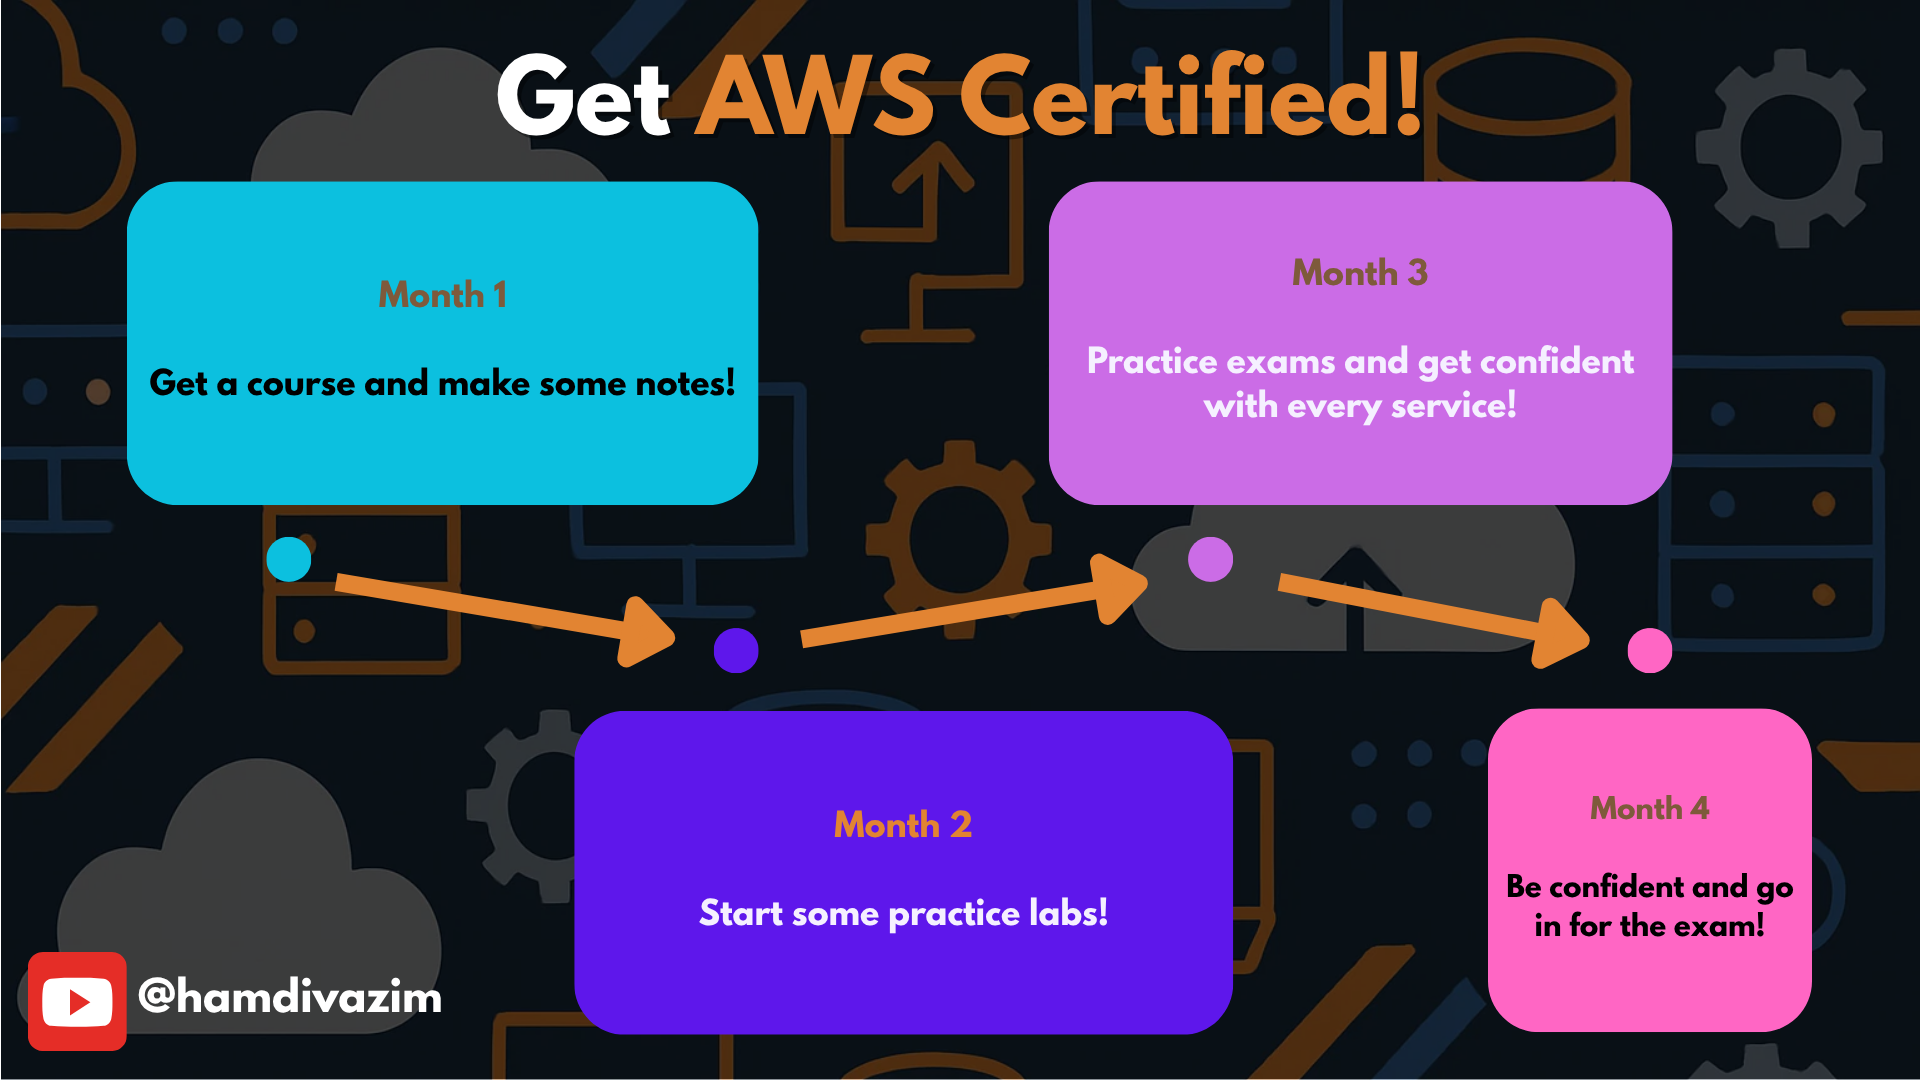 Get AWS Certified!
Month 1
Get a course and make some notes!
Month 2
Start some practice labs!
Month 3
Practice exams and get confident
with every service!
Month 4
Be confident and go
in for the exam!
@hamdivazim